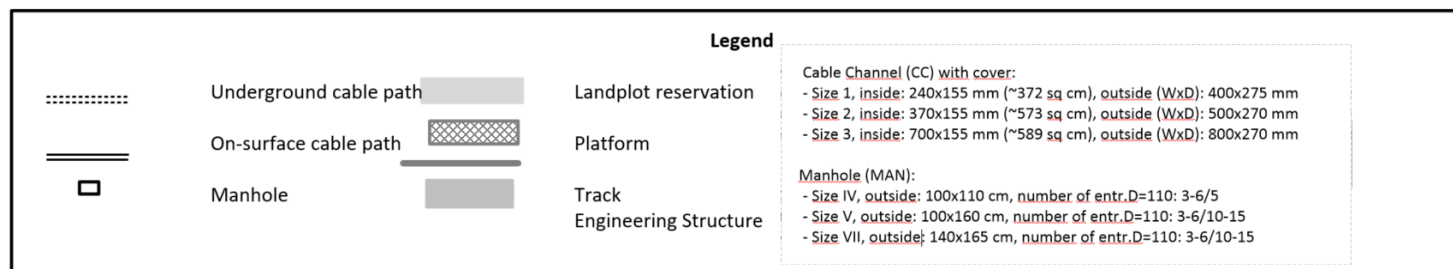 Legend
Underground cable path
On-surface cable path
Manhole
Landplot reservation
Platform
Track
Engineering Structure
Cable Channel (CC) with cover:
- Size 1, inside: 240x155 mm (~372 sq cm), outside (WxD): 400x275 mm
- Size 2, inside: 370x155 mm (~573 sq cm), outside (WxD): 500x270 mm
- Size 3, inside: 700x155 mm (~589 sq cm), outside (WxD): 800x270 mm
Manhole (MAN):
- Size IV, outside: 100x110 cm, number of entr.D=110: 3-6/5
- Size V, outside: 100x160 cm, number of entr.D=110: 3-6/10-15
- Size VII, outside: 140x165 cm, number of entr.D=110: 3-6/10-15